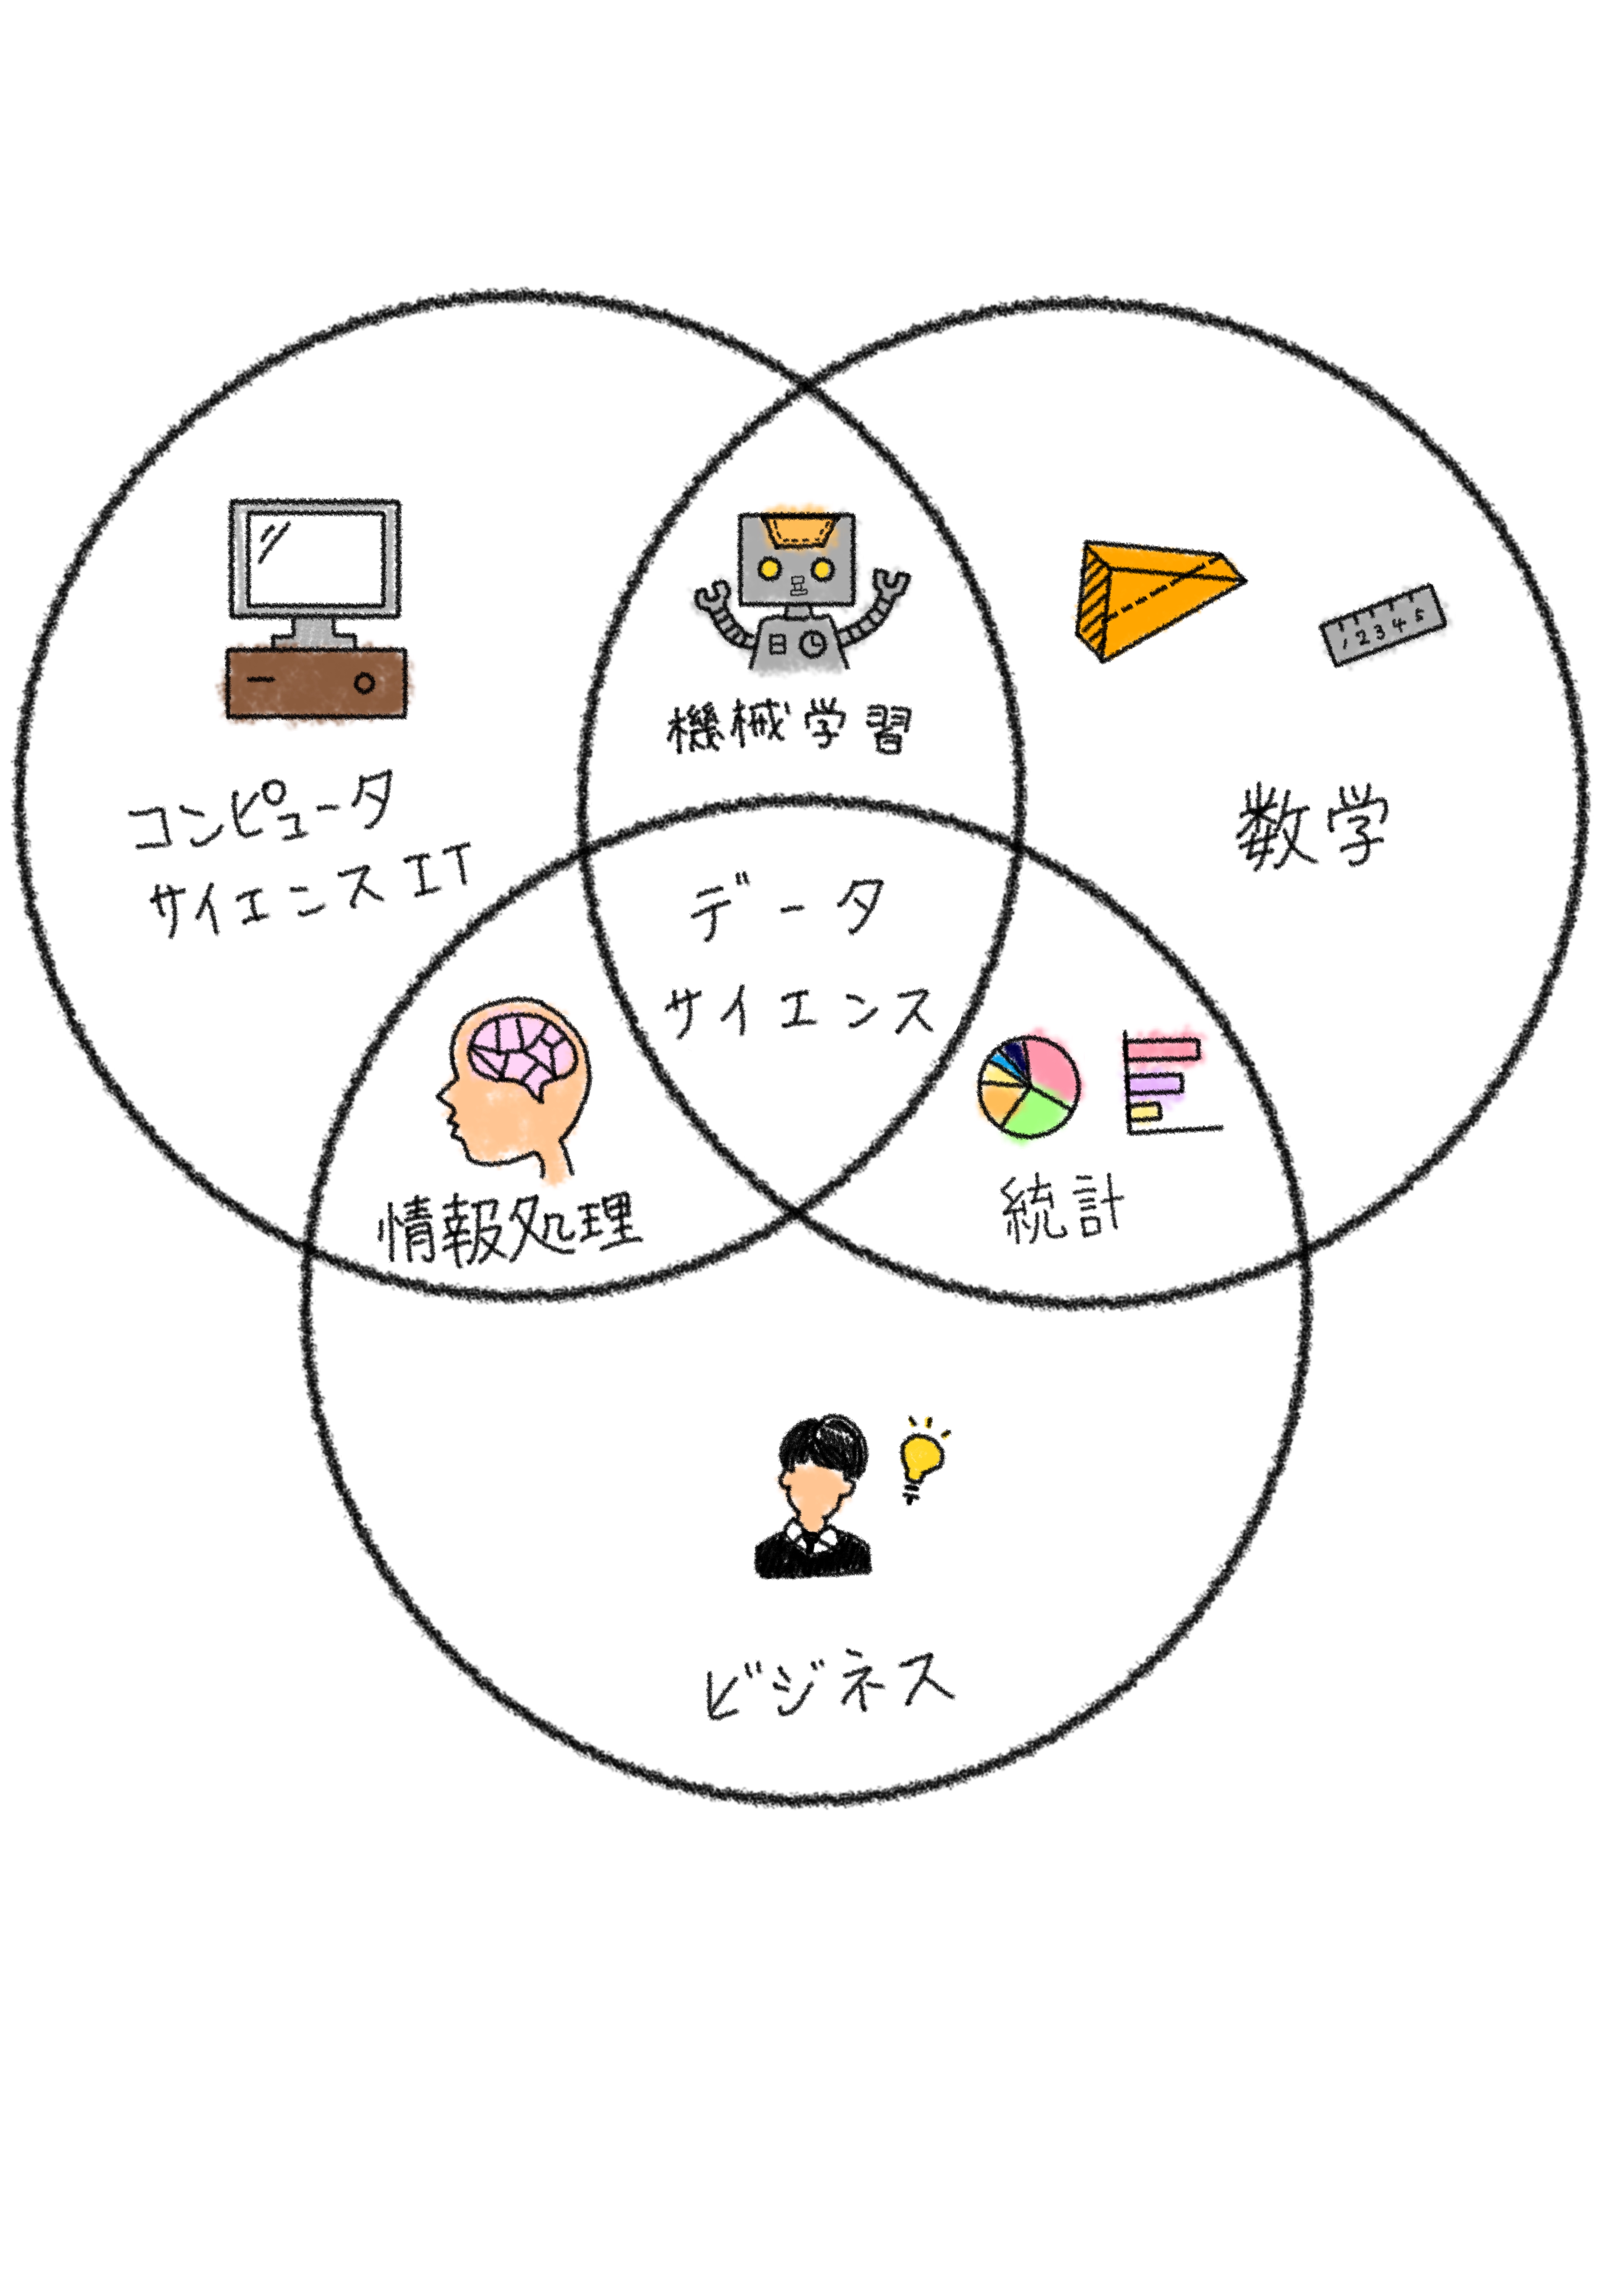 1 2 3 4 5
機械学習
コンピュータ
サイエンス IT
数学
データ
サイエンス
情報処理
統計
ビジネス